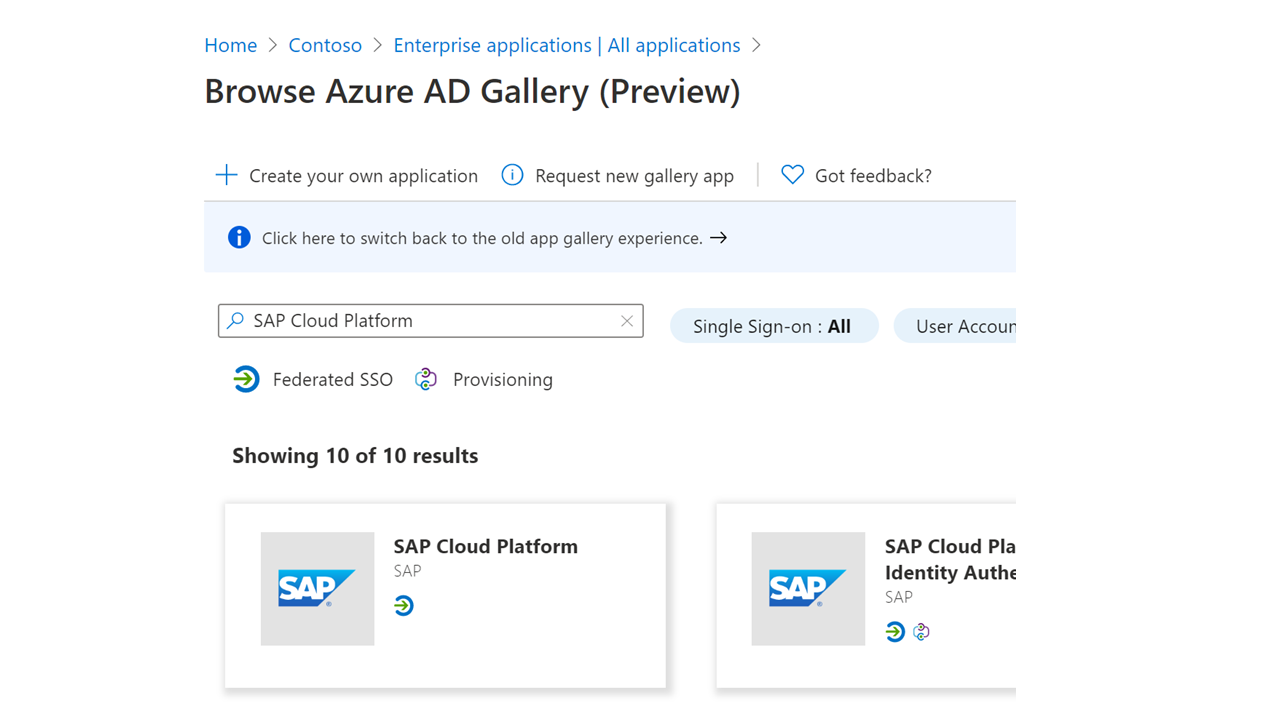 Home > Contoso > Enterprise applications | All applications >
Browse Azure AD Gallery (Preview)
Create your own application Request new gallery app Got feedback?
Click here to switch back to the old app gallery experience. →
SAP Cloud Platform Single Sign-on : All User Accoun
Federated SSO Provisioning
Showing 10 of 10 results
SAP
SAP Cloud Platform
SAP
SAP
SAP Cloud Pla
Identity Authe
SAP